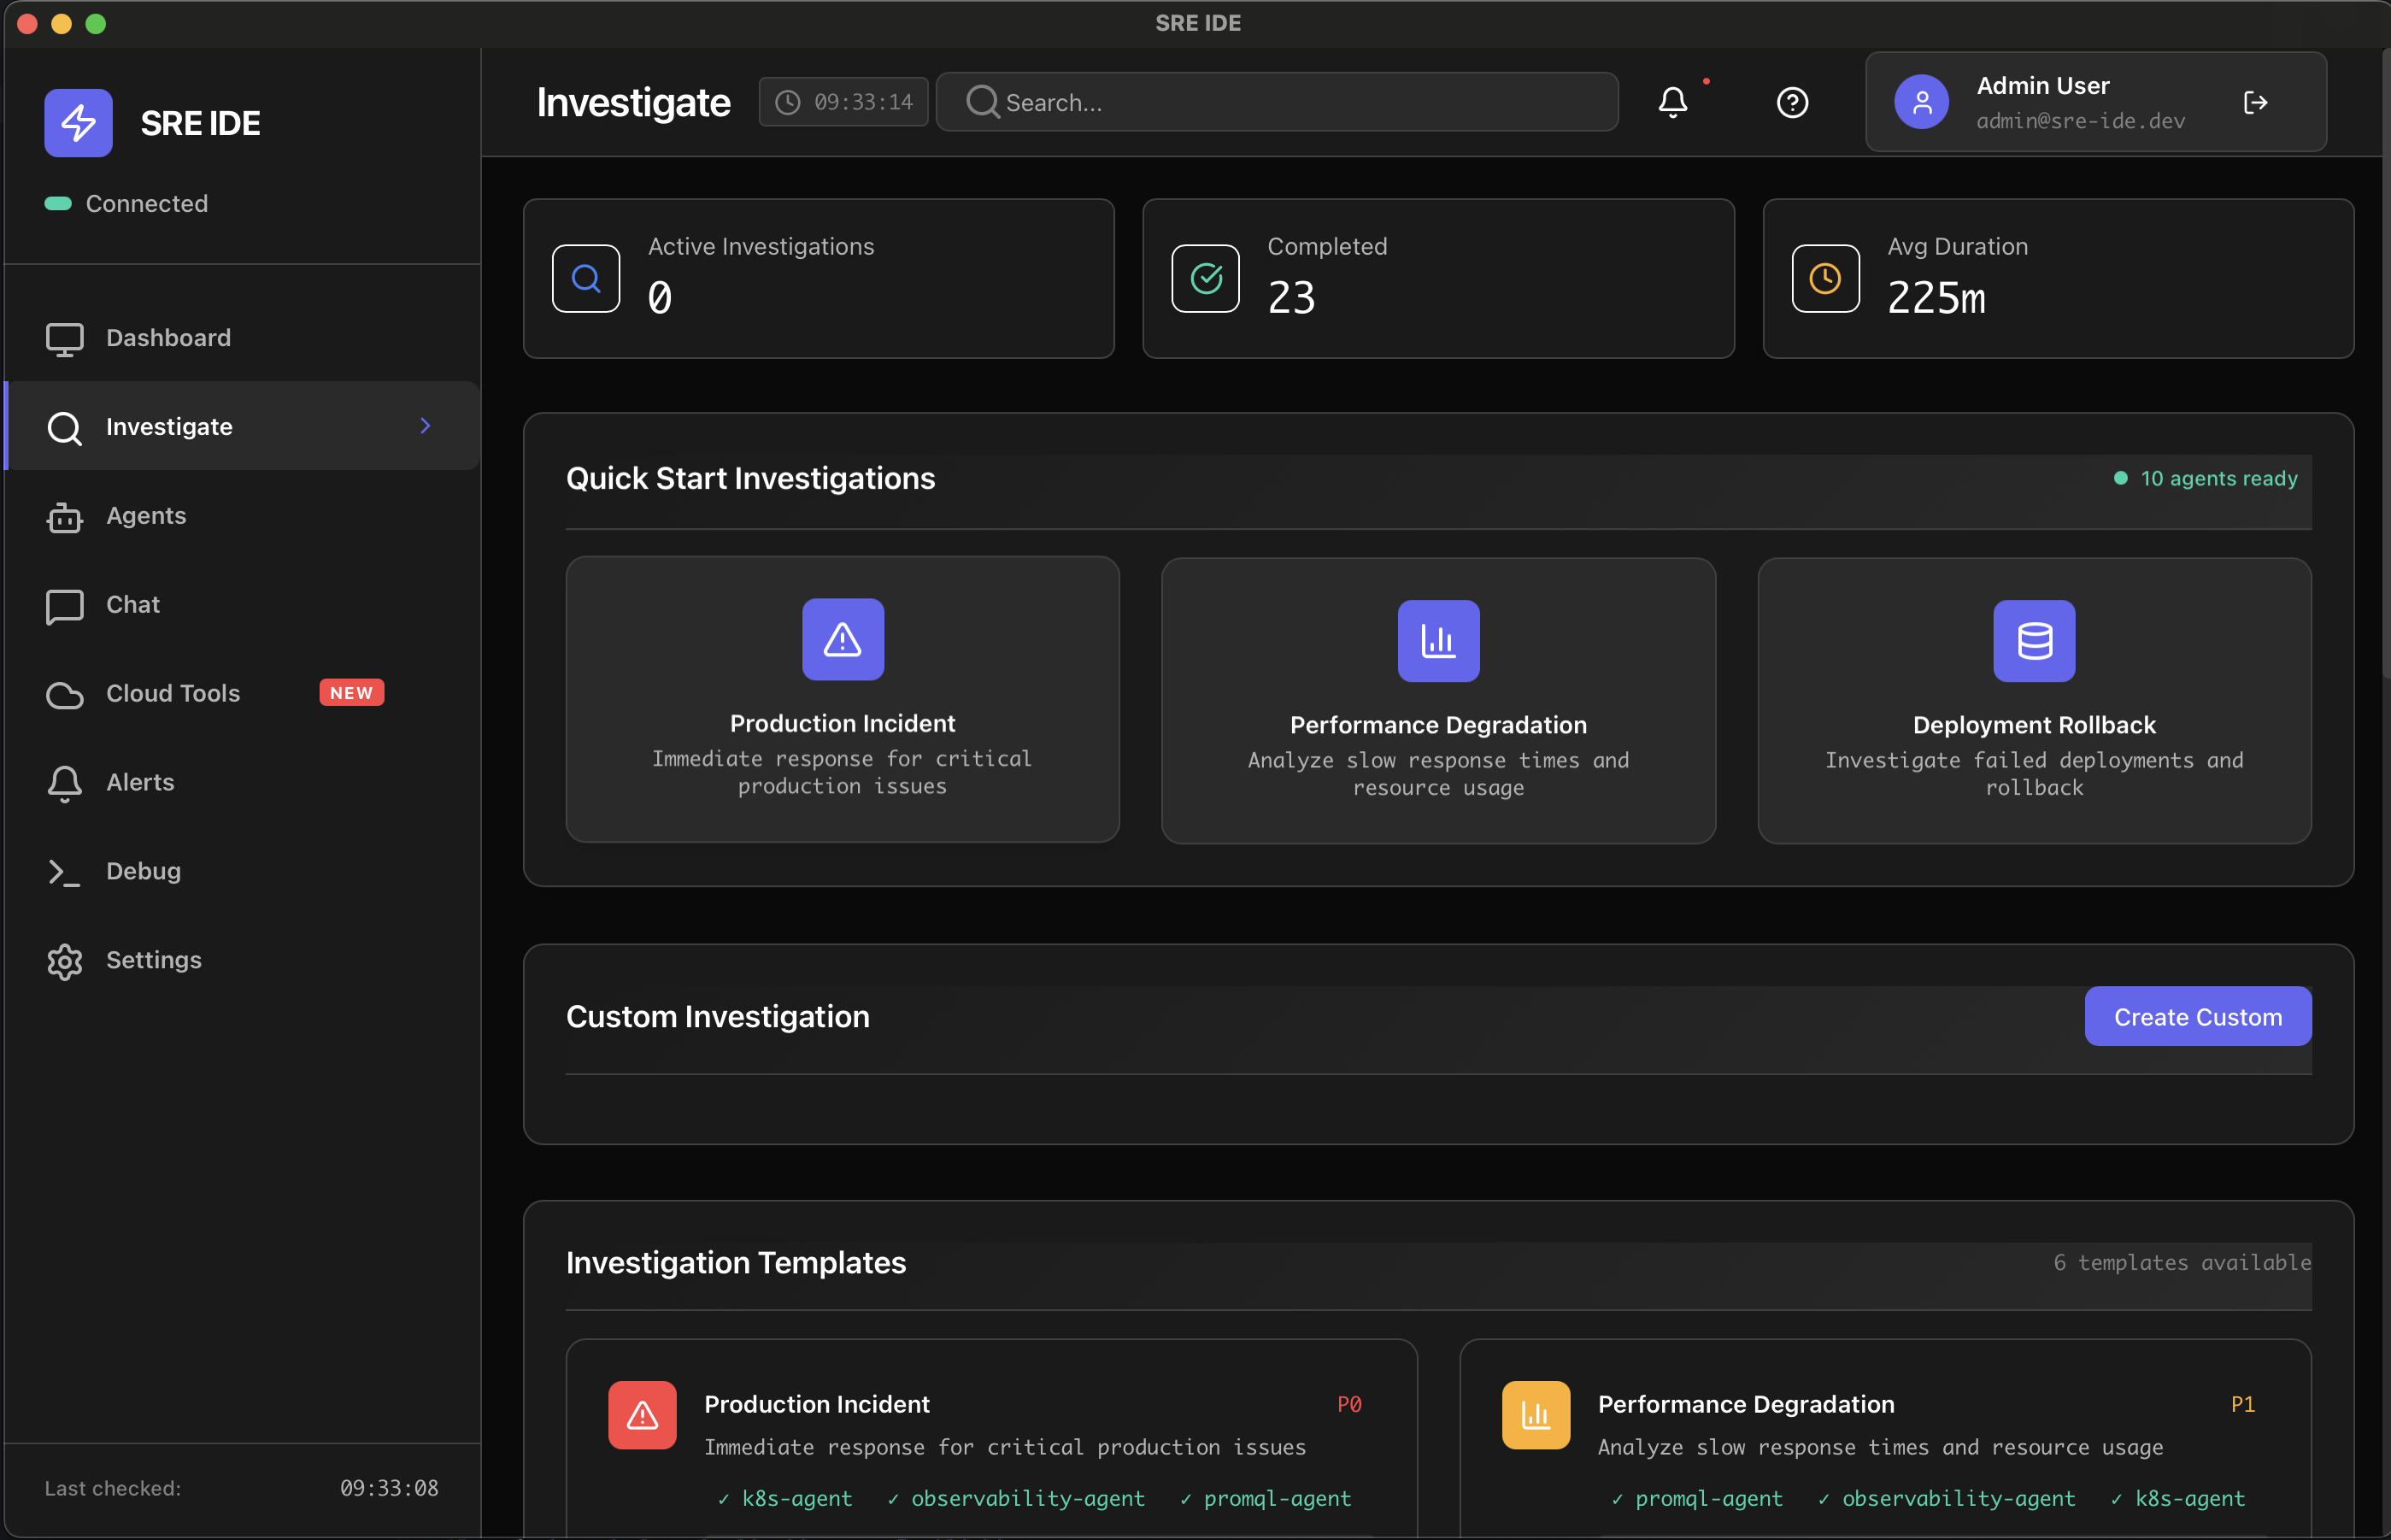 SRE IDE
SRE IDE
Connected
Dashboard
Investigate
Agents
Chat
Cloud Tools NEW
Alerts
Debug
Settings
Last checked: 09:33:08
Investigate 09:33:14 Search...
Admin User
admin@sre-ide.dev
Active Investigations
0
Completed
23
Avg Duration
225m
Quick Start Investigations 10 agents ready
Production Incident
Immediate response for critical
production issues
Performance Degradation
Analyze slow response times and
resource usage
Deployment Rollback
Investigate failed deployments and
rollback
Custom Investigation Create Custom
Investigation Templates 6 templates available
Production Incident P0
Immediate response for critical production issues
✓ k8s-agent ✓ observability-agent ✓ promql-agent
Performance Degradation P1
Analyze slow response times and resource usage
✓ promql-agent ✓ observability-agent ✓ k8s-agent